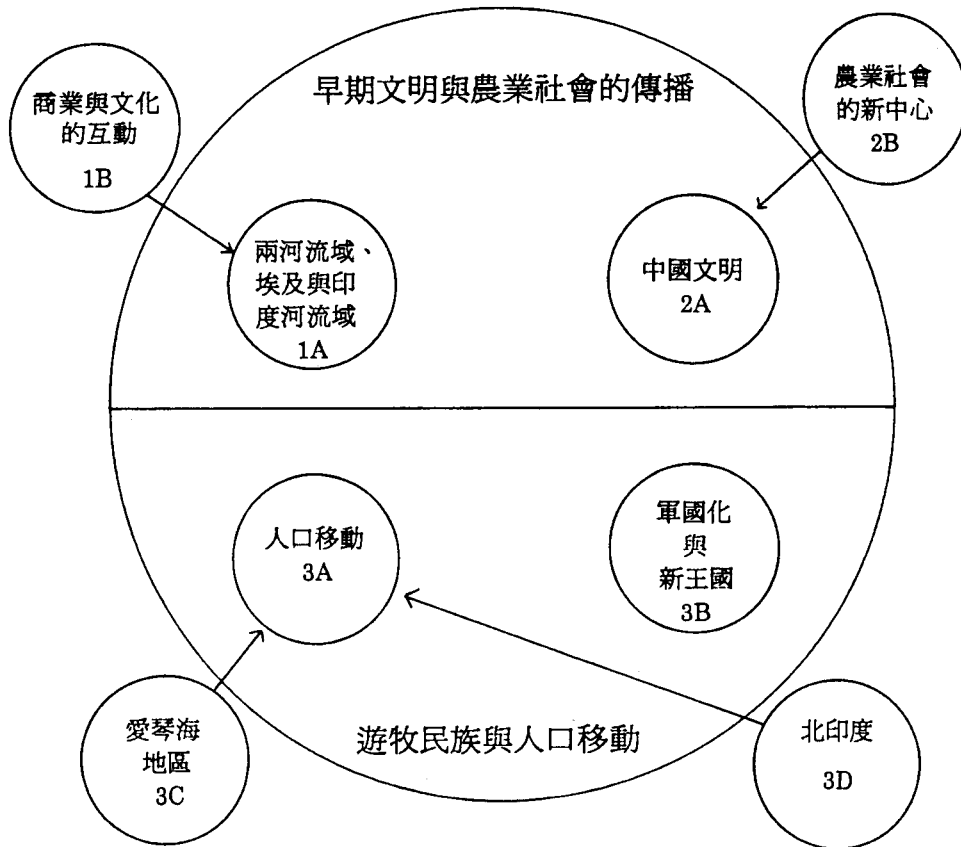 早期文明與農業社會的傳播
商業與文化
的互動
1B
農業社會
的新中心
2B
兩河流域、
埃及與印
度河流域
1A
中國文明
2A
人口移動
3A
軍國化
與
新王國
3B
愛琴海
地區
3C
遊牧民族與人口移動
北印度
3D